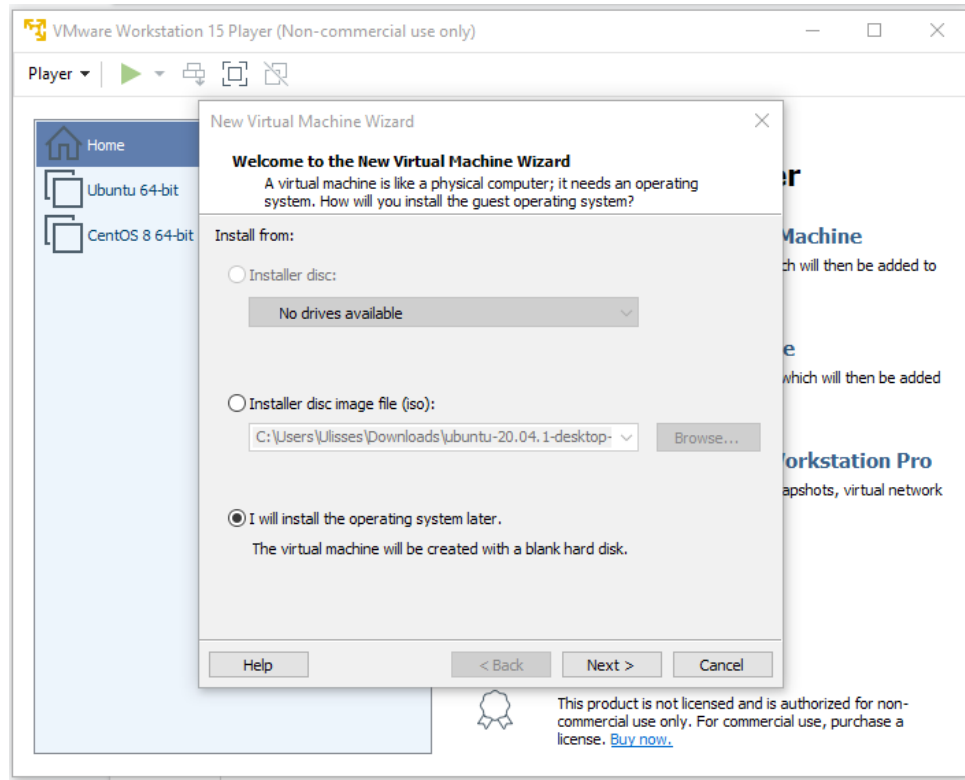 VMware Workstation 15 Player (Non-commercial use only)
Player
Home
Ubuntu 64-bit
CentOS 8 64-bit
New Virtual Machine Wizard
Welcome to the New Virtual Machine Wizard
A virtual machine is like a physical computer; it needs an operating
system. How will you install the guest operating system?
Install from:
Installer disc:
No drives available
Installer disc image file (iso):
C:\Users\Ulisses\Downloads\ubuntu-20.04.1-desktop-
Browse...
I will install the operating system later.
The virtual machine will be created with a blank hard disk.
Help
< Back
Next >
Cancel
r
Machine
ch will then be added to
e
which will then be added
orkstation Pro
apshots, virtual network
This product is not licensed and is authorized for non-
commercial use only. For commercial use, purchase a
license. Buy now.